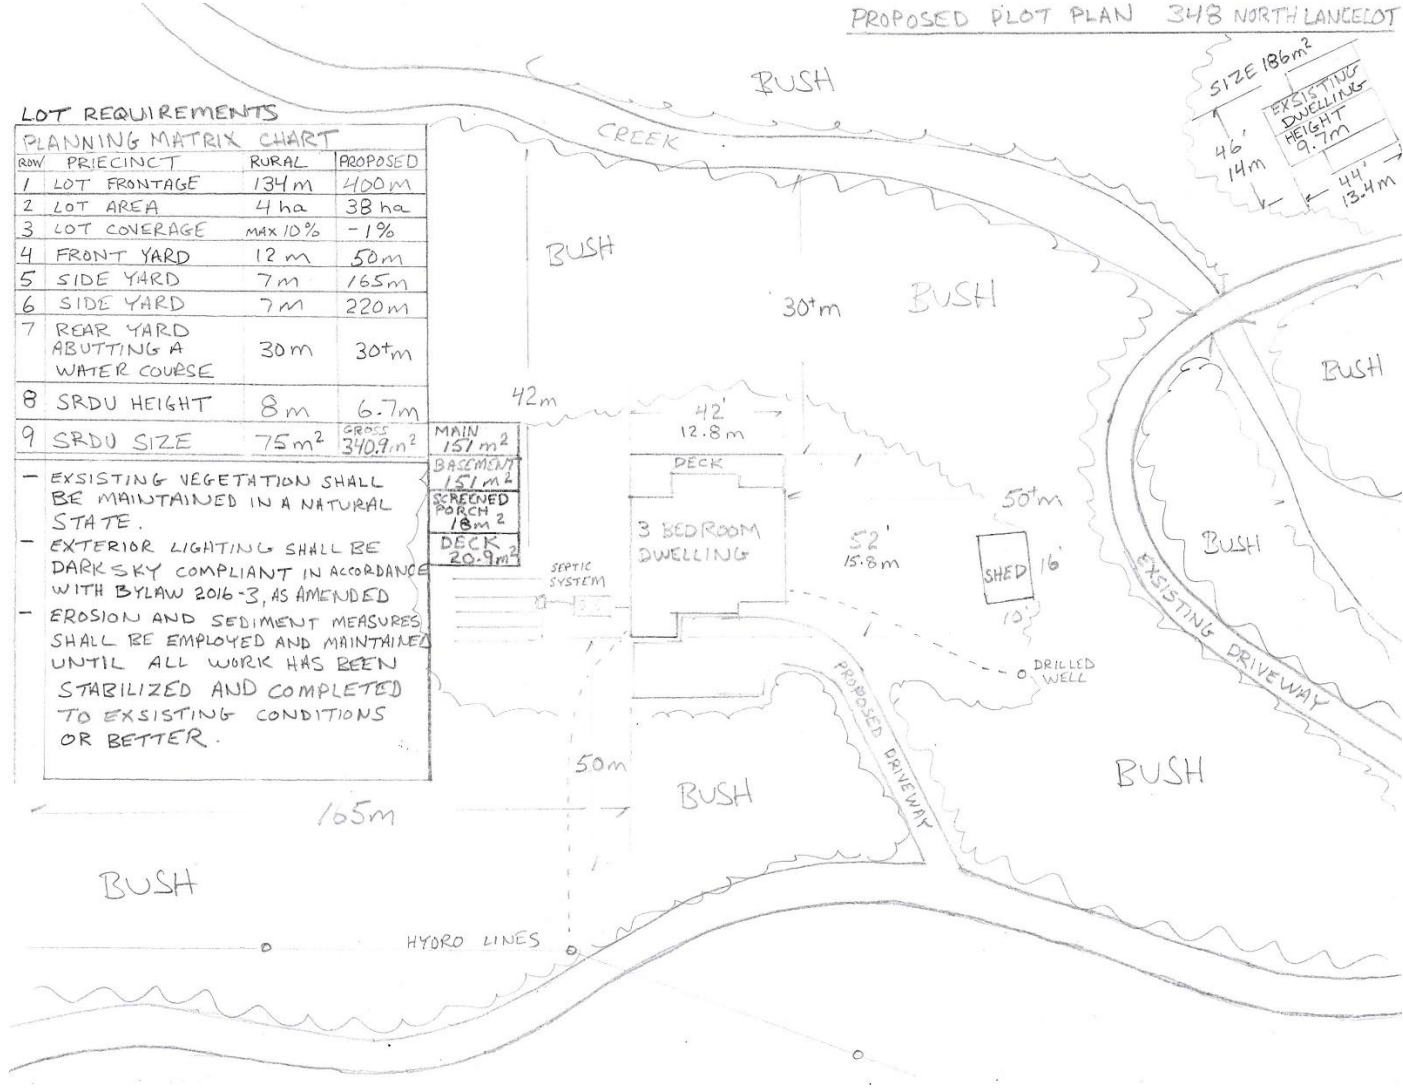 PROPOSED PLOT PLAN 348 NORTH LANCELOT
LOT REQUIREMENTS
PLANNING MATRIX CHART
ROW PRIECINCT RURAL PROPOSED
1 LOT FRONTAGE 134m 400m
2 LOT AREA 4 ha 38 ha
3 LOT COVERAGE MAX 10% -1%
4 FRONT YARD 12 m 50m
5 SIDE YARD 7m 165m
6 SIDE YARD 7m 220m
7 REAR YARD
ABUTTING A
WATER COURSE
30m 30+m
8 SRDU HEIGHT 8m 6.7m
9 SRDU SIZE 75m² GROSS
340.9m²
MAIN
151 m²
BASEMENT
151 m²
SCREENED
PORCH
18m²
DECK
20.9m²
- EXSISTING VEGETATION SHALL
BE MAINTAINED IN A NATURAL
STATE.
- EXTERIOR LIGHTING SHALL BE
DARK SKY COMPLIANT IN ACCORDANCE
WITH BYLAW 2016-3, AS AMENDED
- EROSION AND SEDIMENT MEASURES
SHALL BE EMPLOYED AND MAINTAINED
UNTIL ALL WORK HAS BEEN
STABILIZED AND COMPLETED
TO EXSISTING CONDITIONS
OR BETTER.
BUSH
CREEK
SIZE 186m²
EXSISTING
DWELLING
HEIGHT
9.7m
46'
14m
44'
13.4m
BUSH
BUSH
30+m
BUSH
42m
42'
12.8m
DECK
3 BEDROOM
DWELLING
52'
15.8m
50+m
SHED
16'
10'
BUSH
SEPTIC
SYSTEM
DRILLED
WELL
EXSISTING DRIVEWAY
PROPOSED DRIVEWAY
50m
BUSH
BUSH
165m
BUSH
HYDRO LINES